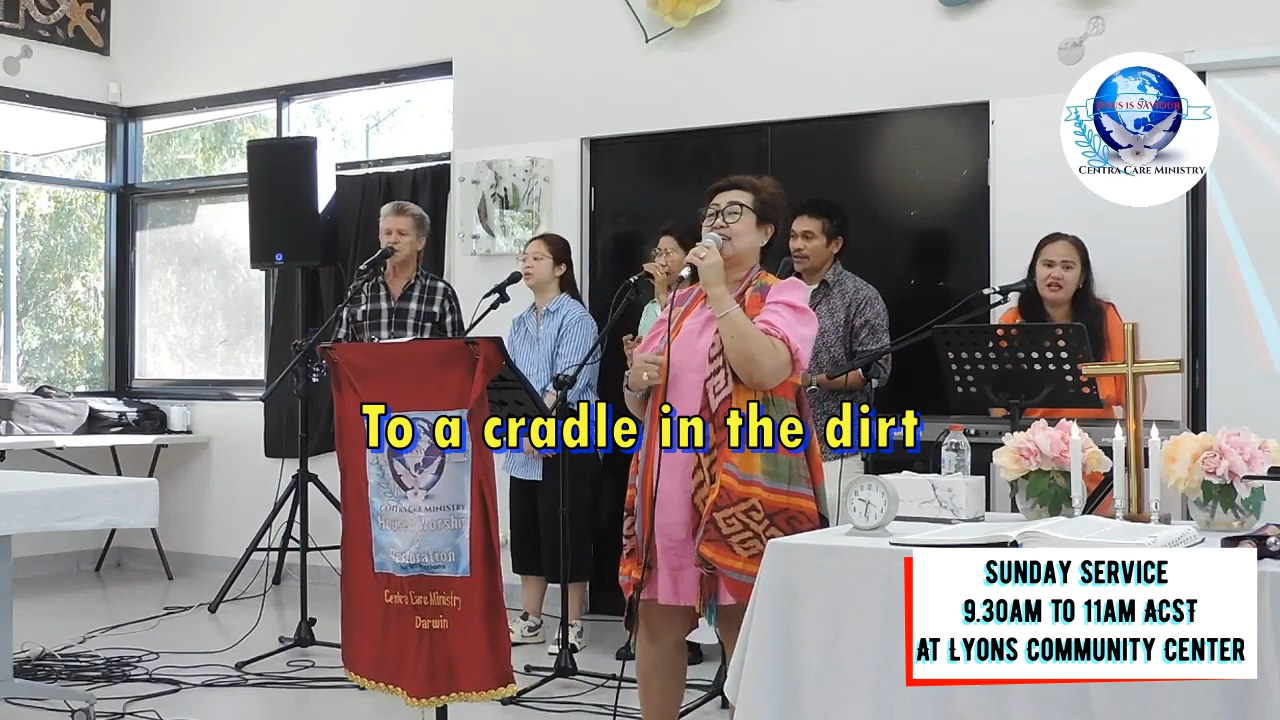 JESUS IS SAVIOUR
CENTRA CARE MINISTRY
To a cradle in the dirt
CENTRA CARE MINISTRY
House of Worship
Restoration
Centra Care Ministry
Darwin
SUNDAY SERVICE
9.30AM TO 11AM ACST
AT LYONS COMMUNITY CENTER